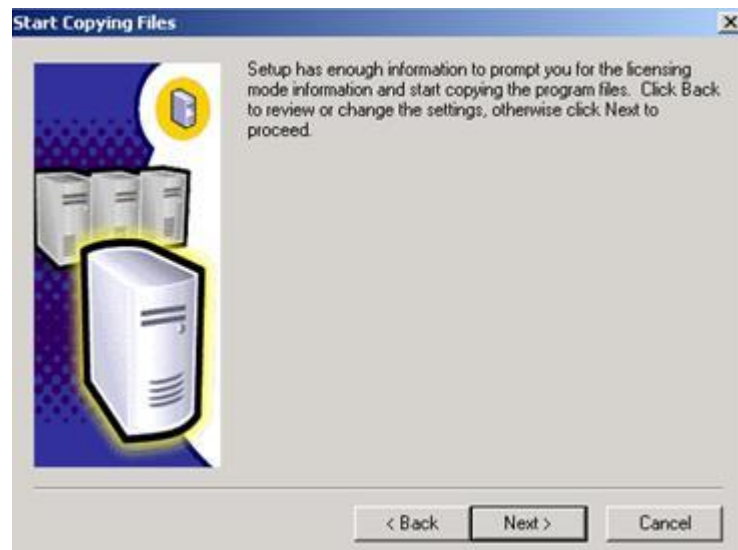 Start Copying Files
Setup has enough information to prompt you for the licensing
mode information and start copying the program files. Click Back
to review or change the settings, otherwise click Next to
proceed.
< Back
Next >
Cancel